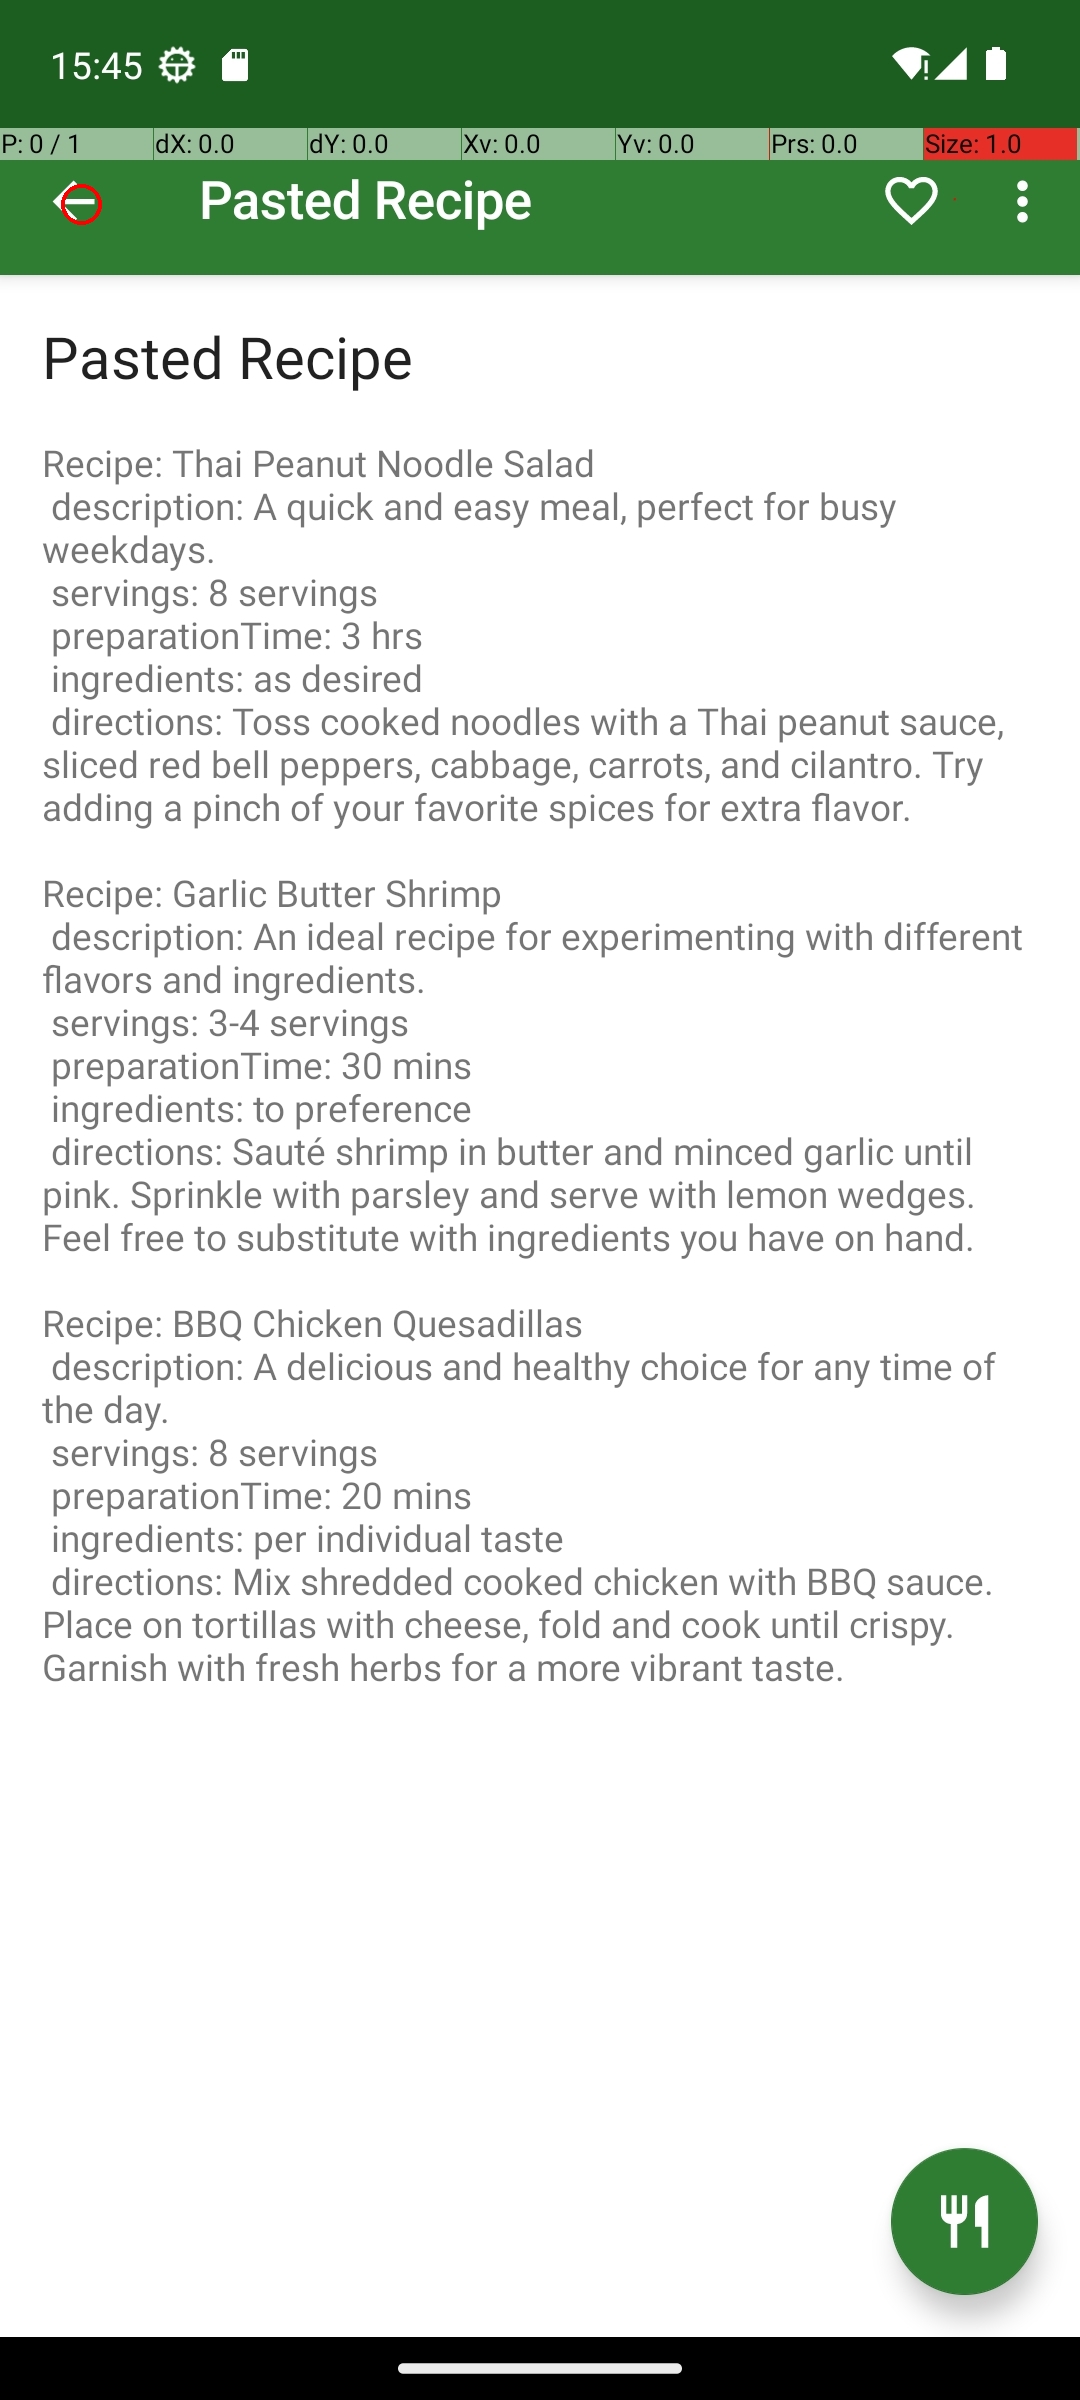 15:45
P: 0 / 1 dX: 0.0 dY: 0.0 Xv: 0.0 Yv: 0.0 Prs: 0.0 Size: 1.0
Pasted Recipe
Pasted Recipe
Recipe: Thai Peanut Noodle Salad
description: A quick and easy meal, perfect for busy
weekdays.
servings: 8 servings
preparationTime: 3 hrs
ingredients: as desired
directions: Toss cooked noodles with a Thai peanut sauce,
sliced red bell peppers, cabbage, carrots, and cilantro. Try
adding a pinch of your favorite spices for extra flavor.
Recipe: Garlic Butter Shrimp
description: An ideal recipe for experimenting with different
flavors and ingredients.
servings: 3-4 servings
preparationTime: 30 mins
ingredients: to preference
directions: Sauté shrimp in butter and minced garlic until
pink. Sprinkle with parsley and serve with lemon wedges.
Feel free to substitute with ingredients you have on hand.
Recipe: BBQ Chicken Quesadillas
description: A delicious and healthy choice for any time of
the day.
servings: 8 servings
preparationTime: 20 mins
ingredients: per individual taste
directions: Mix shredded cooked chicken with BBQ sauce.
Place on tortillas with cheese, fold and cook until crispy.
Garnish with fresh herbs for a more vibrant taste.